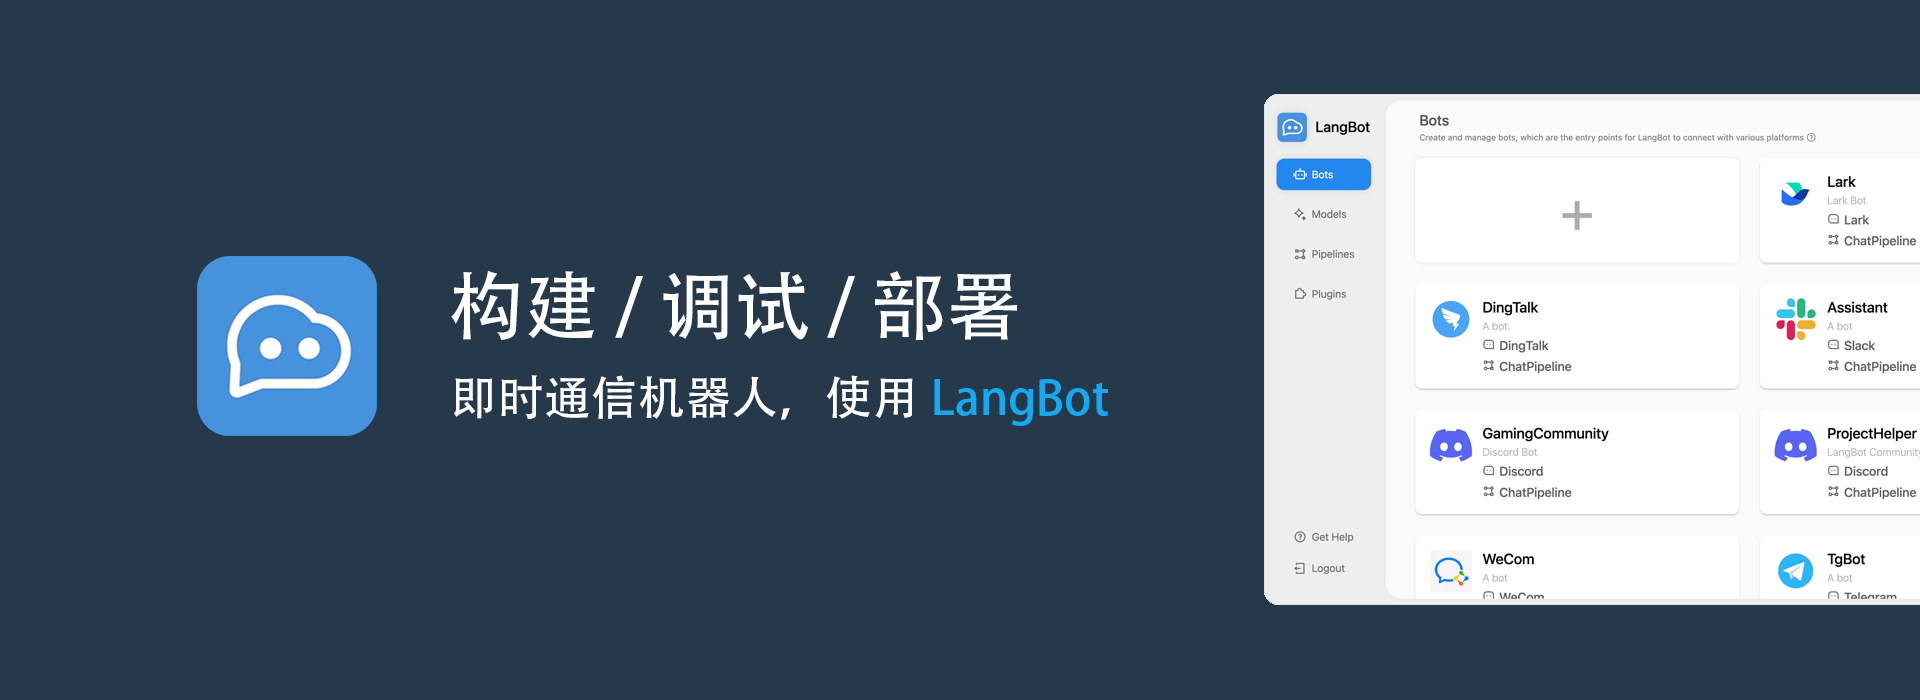 构建 / 调试 / 部署
即时通信机器人，使用 LangBot
LangBot
Bots
Models
Pipelines
Plugins
Get Help
Logout
Bots
Create and manage bots, which are the entry points for LangBot to connect with various platforms
Lark
Lark Bot
Lark
ChatPipeline
DingTalk
A bot.
DingTalk
ChatPipeline
Assistant
A bot
Slack
ChatPipeline
GamingCommunity
Discord Bot
Discord
ChatPipeline
ProjectHelper
LangBot Community
Discord
ChatPipeline
WeCom
A bot
WeCom
TgBot
A bot
Telegram